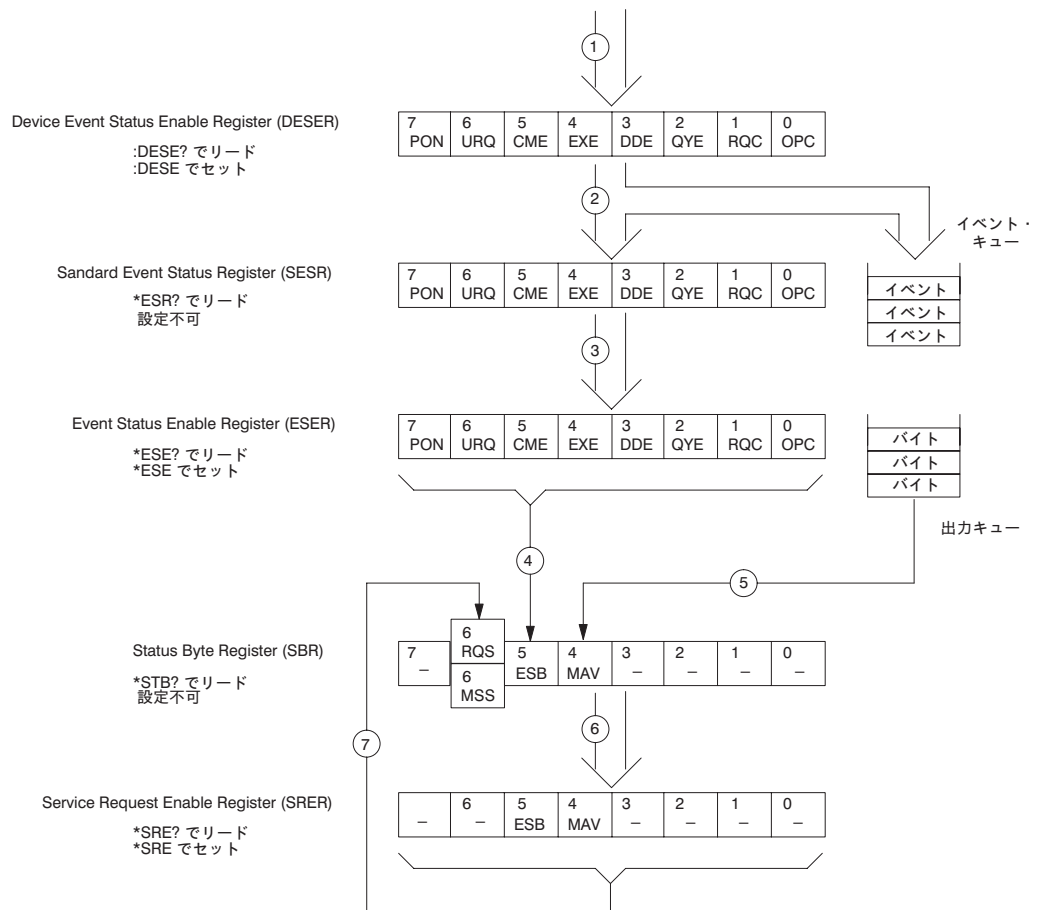 1
Device Event Status Enable Register (DESER)
:DESE? でリード
:DESE でセット
7 6 5 4 3 2 1 0
PON URQ CME EXE DDE QYE RQC OPC
2
イベント・
キュー
Sandard Event Status Register (SESR)
*ESR? でリード
設定不可
7 6 5 4 3 2 1 0
PON URQ CME EXE DDE QYE RQC OPC
イベント
イベント
イベント
3
Event Status Enable Register (ESER)
*ESE? でリード
*ESE でセット
7 6 5 4 3 2 1 0
PON URQ CME EXE DDE QYE RQC OPC
バイト
バイト
バイト
出力キュー
4
5
Status Byte Register (SBR)
*STB? でリード
設定不可
7 6 5 4 3 2 1 0
– RQS ESB MAV – – – –
6
MSS
6
7
Service Request Enable Register (SRER)
*SRE? でリード
*SRE でセット
6 5 4 3 2 1 0
– – ESB MAV – – – –